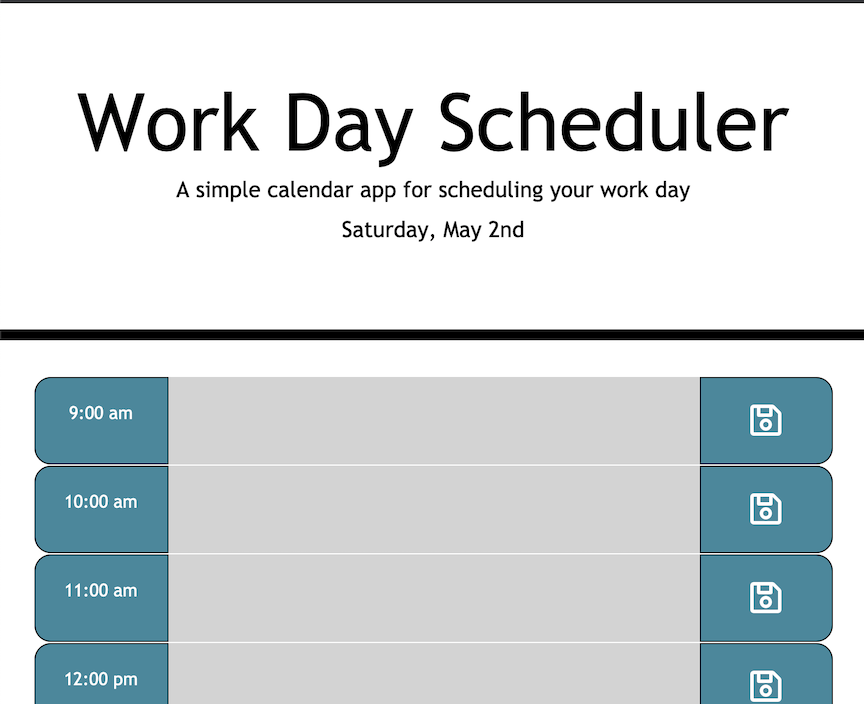 Work Day Scheduler
A simple calendar app for scheduling your work day
Saturday, May 2nd
9:00 am
10:00 am
11:00 am
12:00 pm